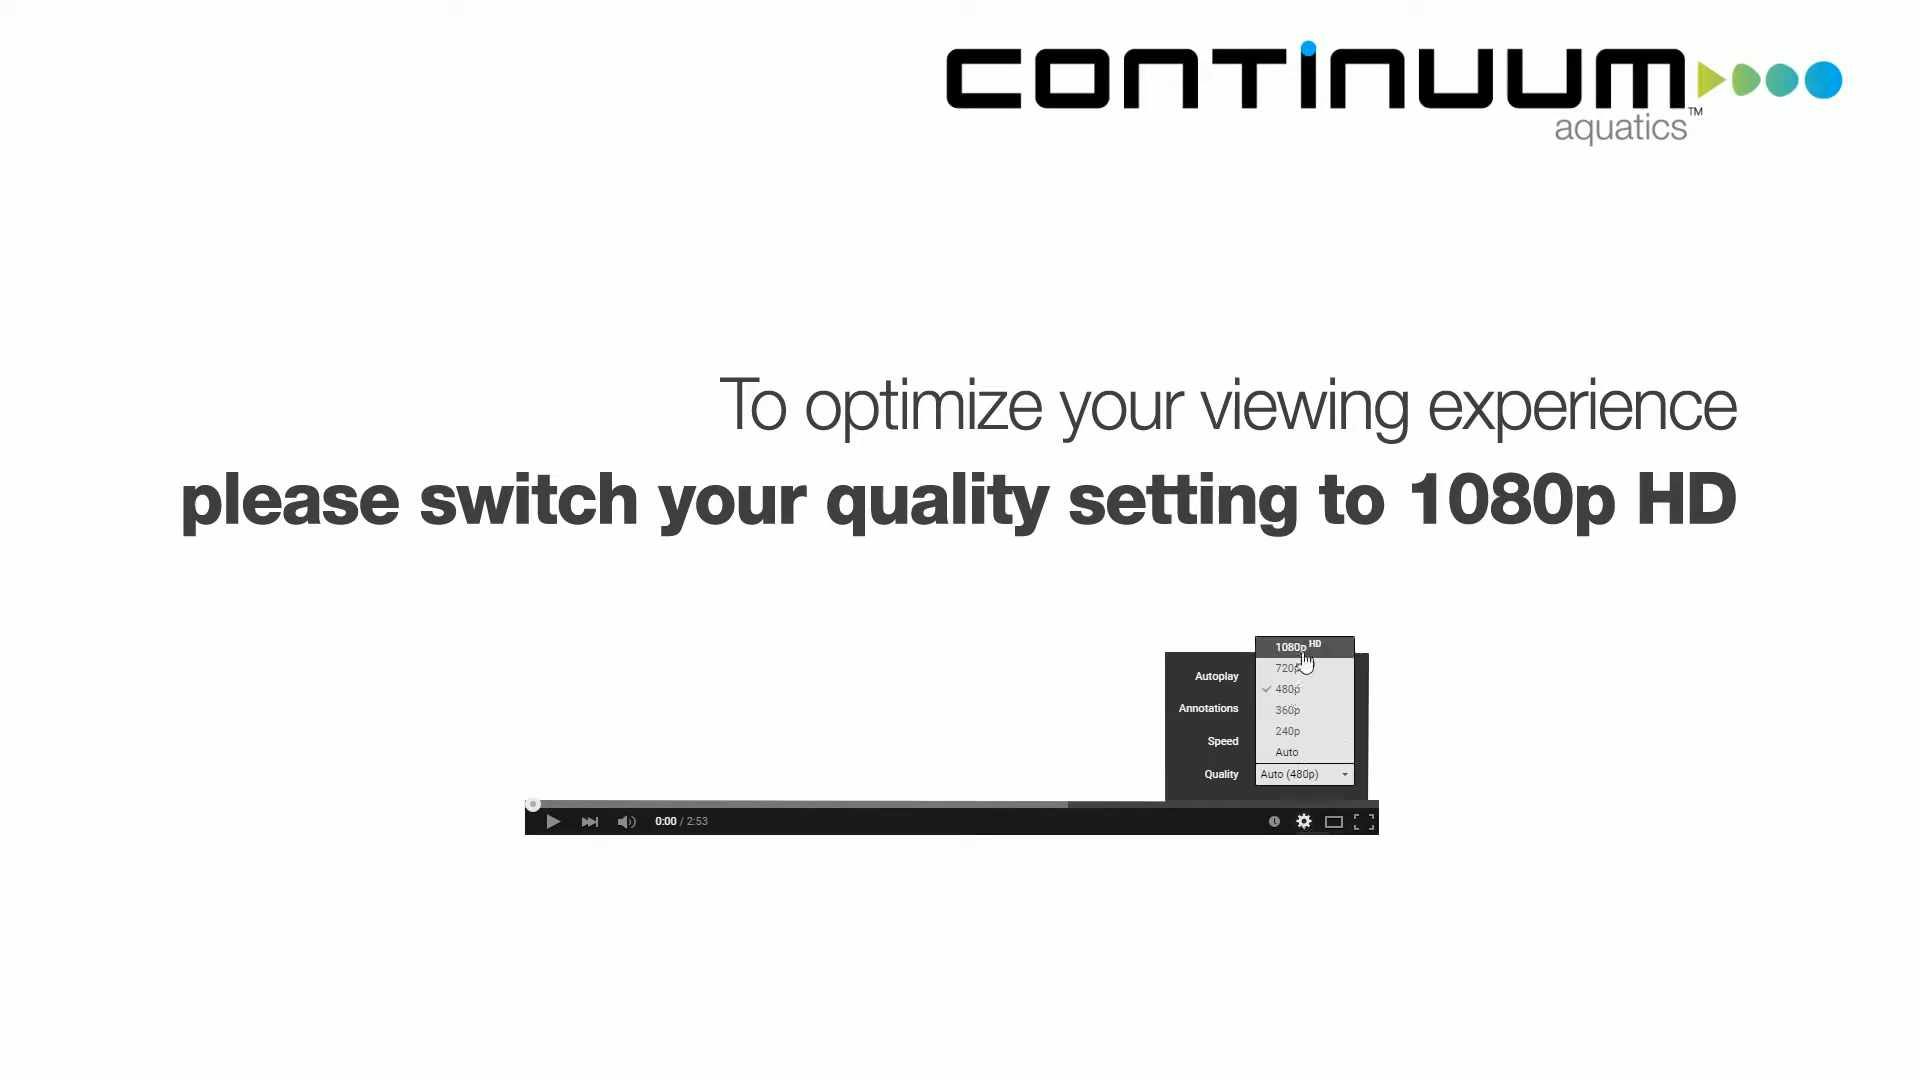 continuum
aquatics™
To optimize your viewing experience
please switch your quality setting to 1080p HD
1080p HD
720p
Autoplay
480p
Annotations
360p
240p
Speed
Auto
Quality
Auto (480p)
0:00 / 2:53